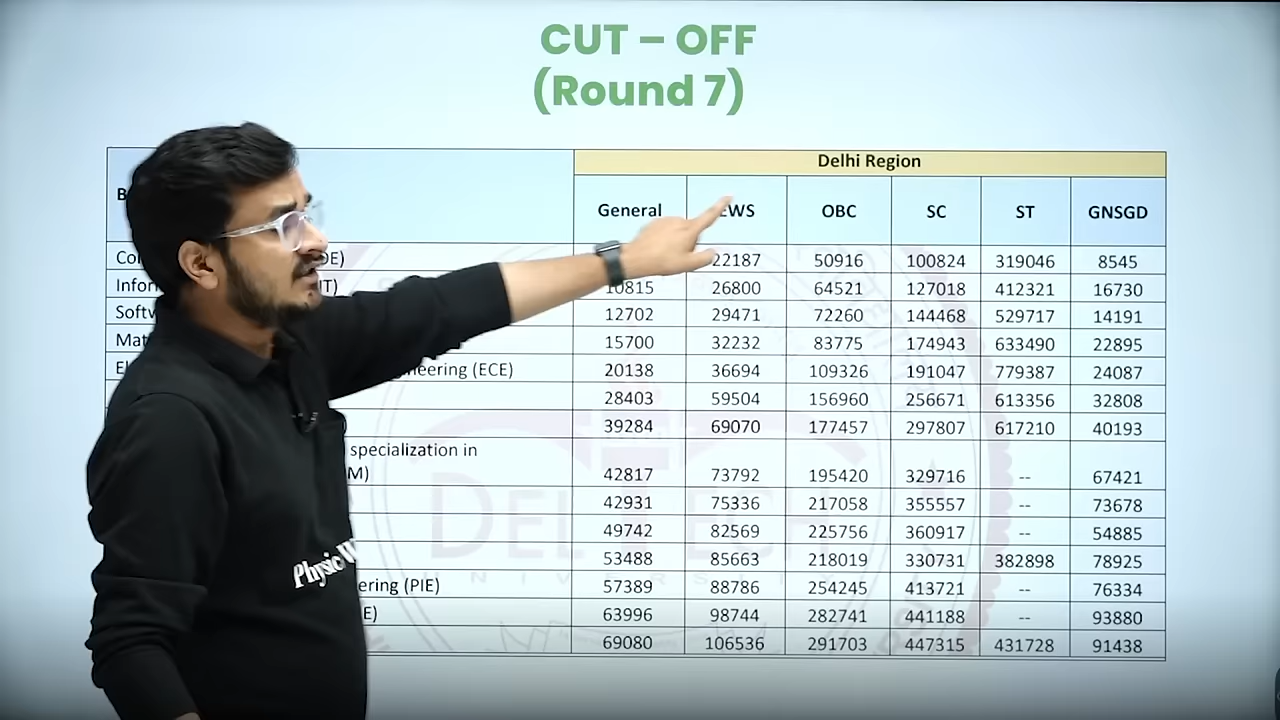 CUT – OFF
(Round 7)
Delhi Region
General EWS OBC SC ST GNSGD
22187 50916 100824 319046 8545
10815 26800 64521 127018 412321 16730
12702 29471 72260 144468 529717 14191
15700 32232 83775 174943 633490 22895
(ECE) 20138 36694 109326 191047 779387 24087
28403 59504 156960 256671 613356 32808
39284 69070 177457 297807 617210 40193
specialization in
42817 73792 195420 329716 -- 67421
42931 75336 217058 355557 -- 73678
49742 82569 225756 360917 -- 54885
53488 85663 218019 330731 382898 78925
(PIE) 57389 88786 254245 413721 -- 76334
63996 98744 282741 441188 -- 93880
69080 106536 291703 447315 431728 91438